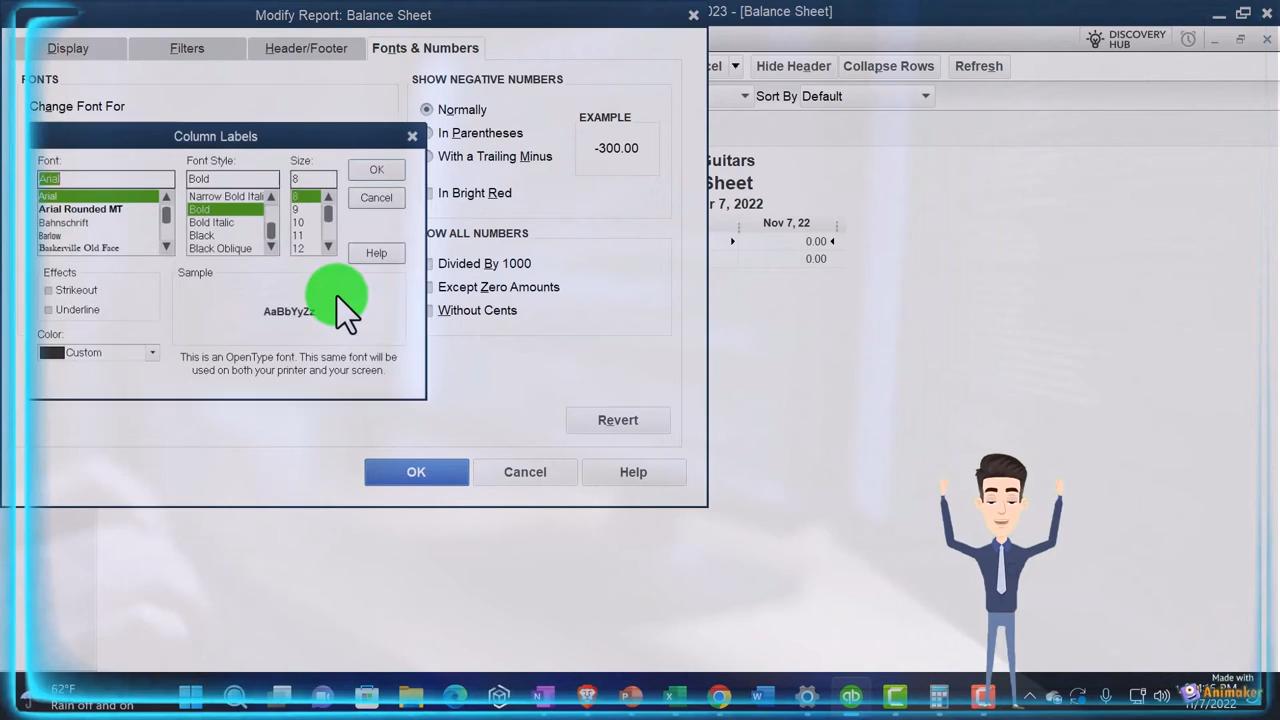 Modify Report: Balance Sheet
023 - [Balance Sheet]
DISCOVERY
HUB
Display
Filters
Header/Footer
Fonts & Numbers
cel
Hide Header
Collapse Rows
Refresh
Sort By Default
FONTS
Change Font For
SHOW NEGATIVE NUMBERS
Normally
In Parentheses
With a Trailing Minus
In Bright Red
EXAMPLE
-300.00
OW ALL NUMBERS
Divided By 1000
Except Zero Amounts
Without Cents
Revert
OK
Cancel
Help
Column Labels
Font:
Arial
Arial
Arial Rounded MT
Bahnschrift
Barlow
Baskerville Old Face
Font Style:
Bold
Narrow Bold Itali
Bold
Bold Italic
Black
Black Oblique
Size:
8
8
9
10
11
12
OK
Cancel
Help
Effects
Strikeout
Underline
Sample
AaBbYyZz
Color:
Custom
This is an OpenType font. This same font will be
used on both your printer and your screen.
Guitars
Sheet
r 7, 2022
Nov 7, 22
0.00
0.00
62°F
Rain off and on
PM
11/7/2022
Made with
Animaker